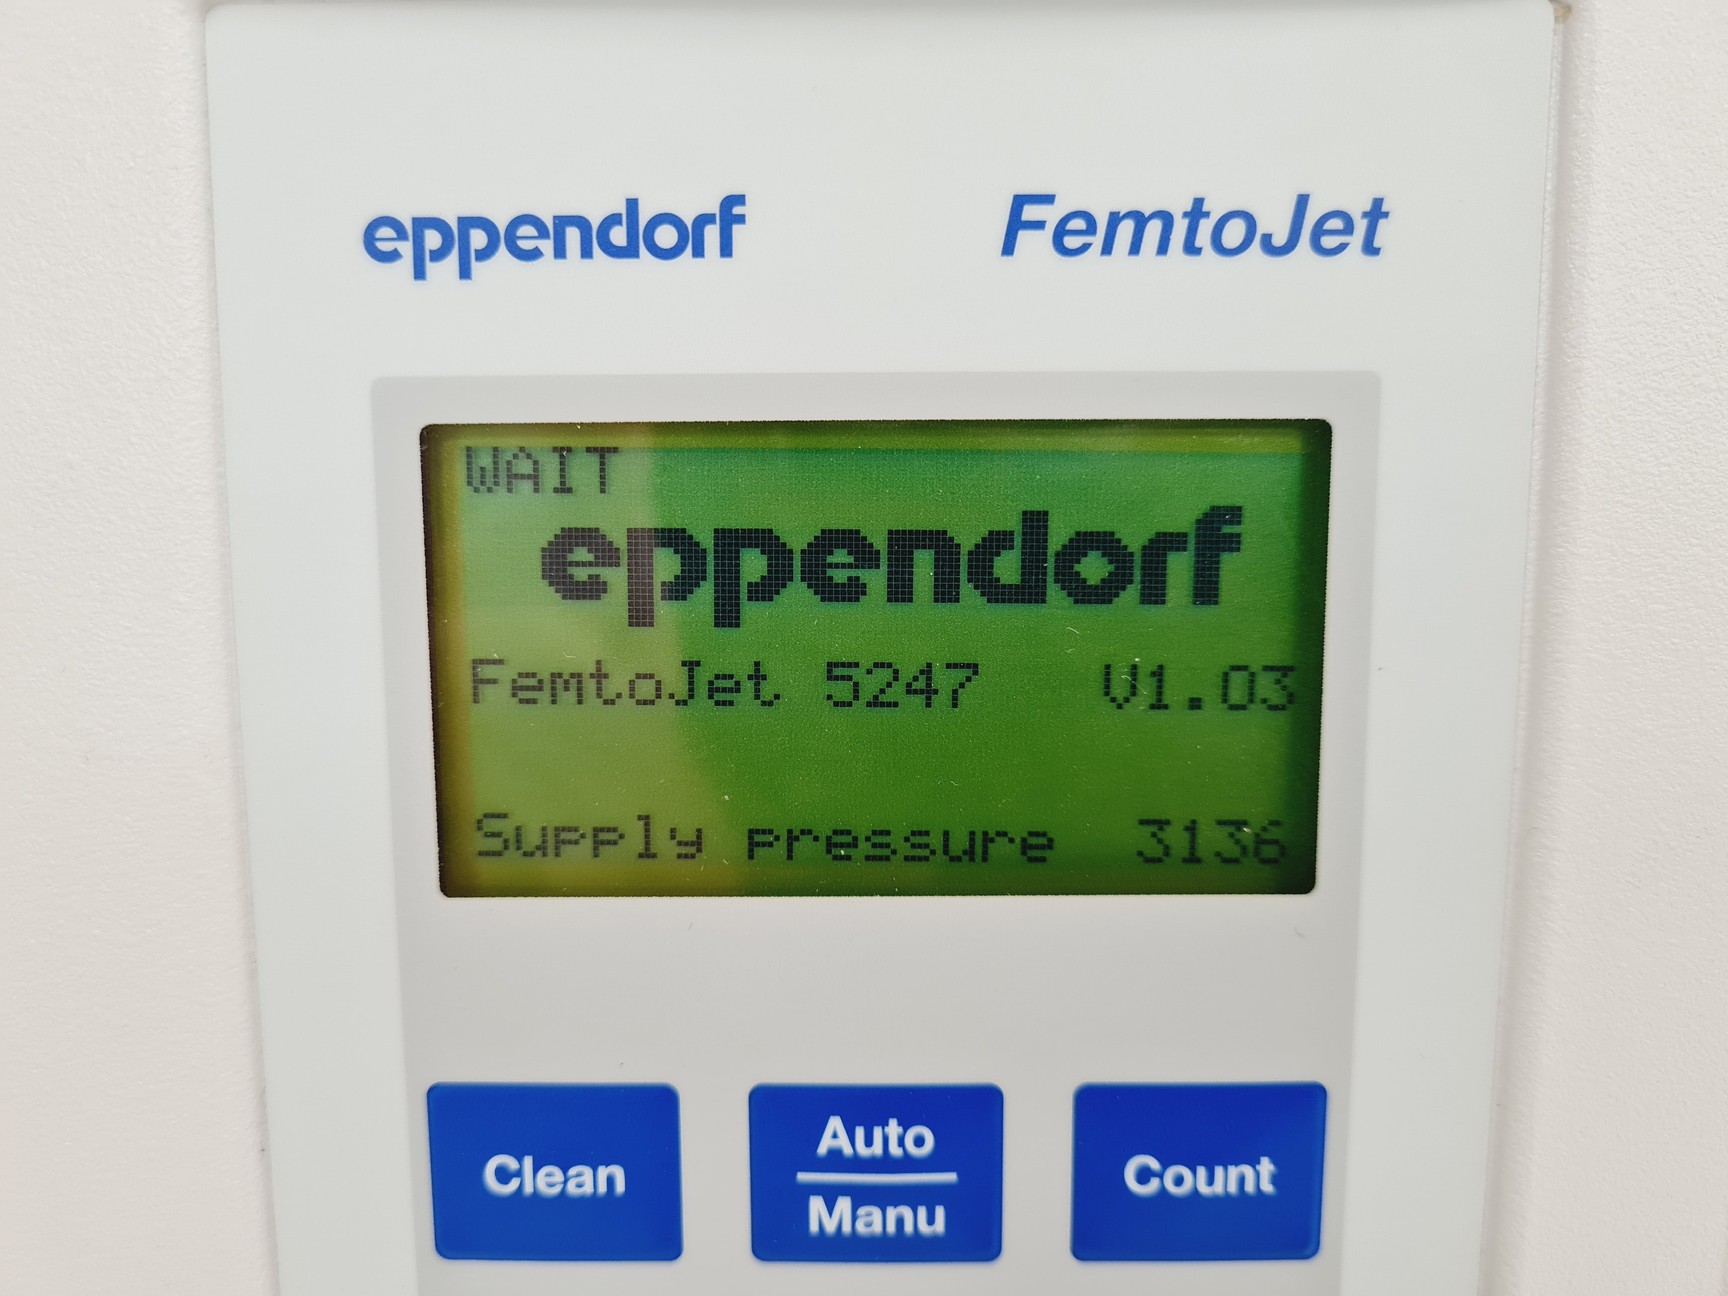 eppendorf FemtoJet
WAIT
eppendorf
FemtoJet 5247 V1.03
Supply pressure 3136
Clean
Auto
Manu
Count